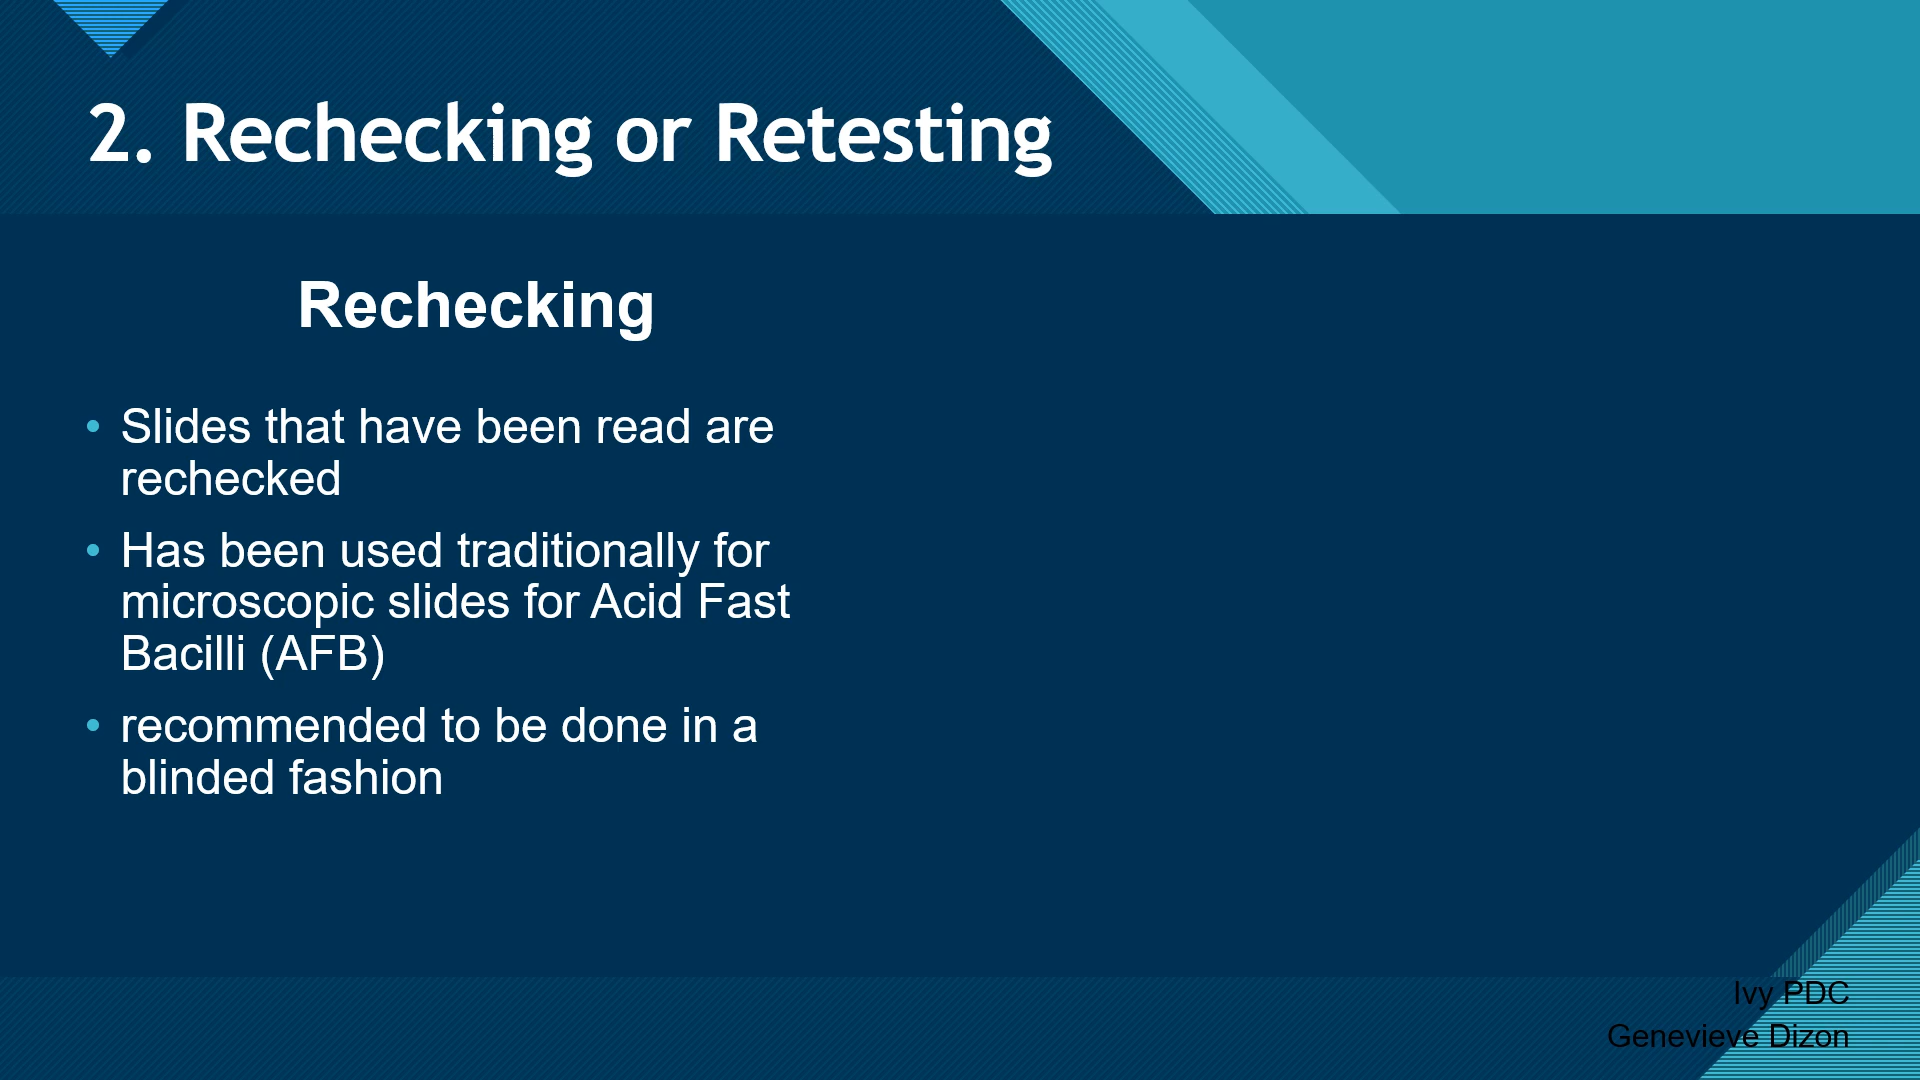 2. Rechecking or Retesting
Rechecking
• Slides that have been read are
rechecked
• Has been used traditionally for
microscopic slides for Acid Fast
Bacilli (AFB)
• recommended to be done in a
blinded fashion
Ivy PDC
Genevieve Dizon